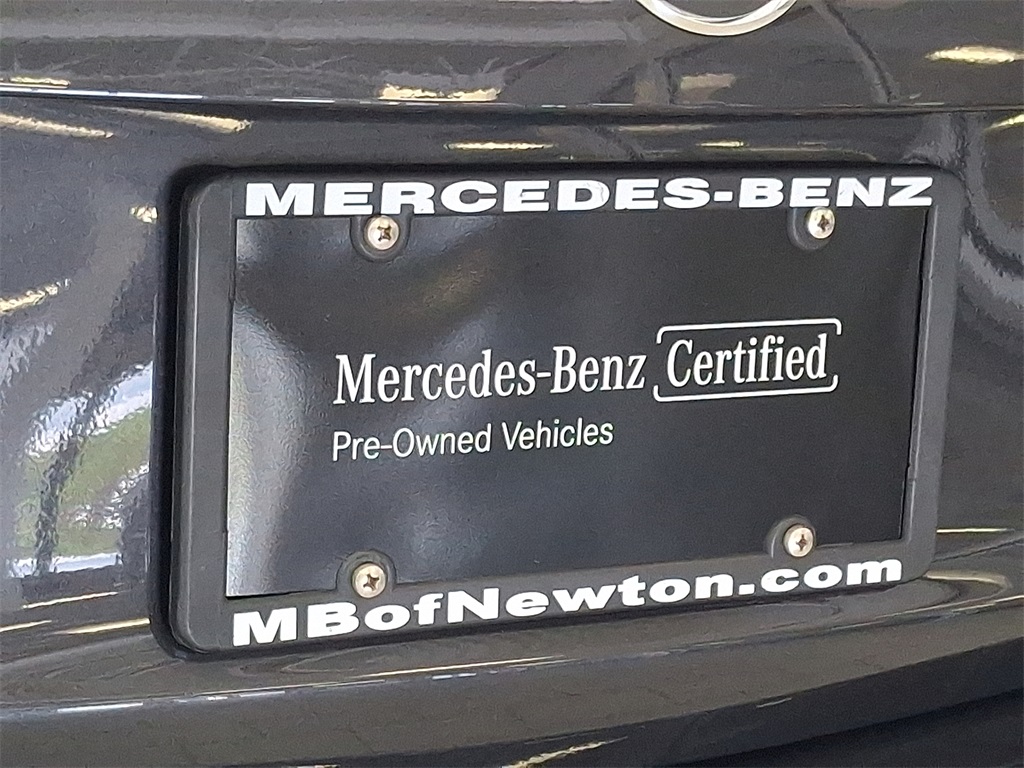 MERCEDES-BENZ
Mercedes-Benz Certified
Pre-Owned Vehicles
MBofNewton.com